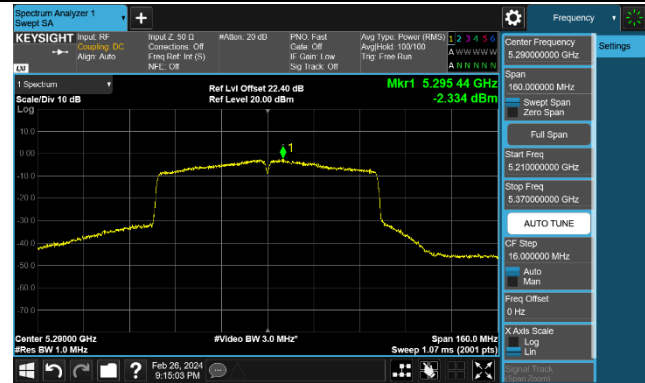 Spectrum Analyzer 1
Swept SA
Frequency
KEYSIGHT
Input: RF
Coupling: DC
Align: Auto
Input Z: 50 Ω
Corrections: Off
Freq Ref: Int (S)
NFE: Off
#Atten: 20 dB
PNO: Fast
Gate: Off
IF Gain: Low
Sig Track: Off
Avg Type: Power (RMS)
Avg|Hold: 100/100
Trig: Free Run
1 2 3 4 5 6
A W W W W W
A N N N N N
LXI
1 Spectrum
Scale/Div 10 dB
Log
Ref Lvl Offset 22.40 dB
Ref Level 20.00 dBm
Mkr1 5.295 44 GHz
-2.334 dBm
1
10.0
0.00
-10.0
-20.0
-30.0
-40.0
-50.0
-60.0
-70.0
Center 5.29000 GHz
#Res BW 1.0 MHz
#Video BW 3.0 MHz*
Span 160.0 MHz
Sweep 1.07 ms (2001 pts)
Feb 26, 2024
9:15:03 PM
?
Center Frequency
5.290000000 GHz
Settings
Span
160.000000 MHz
Swept Span
Zero Span
Full Span
Start Freq
5.210000000 GHz
Stop Freq
5.370000000 GHz
AUTO TUNE
CF Step
16.000000 MHz
Auto
Man
Freq Offset
0 Hz
X Axis Scale
Log
Lin
Signal Track
(Span Zoom)